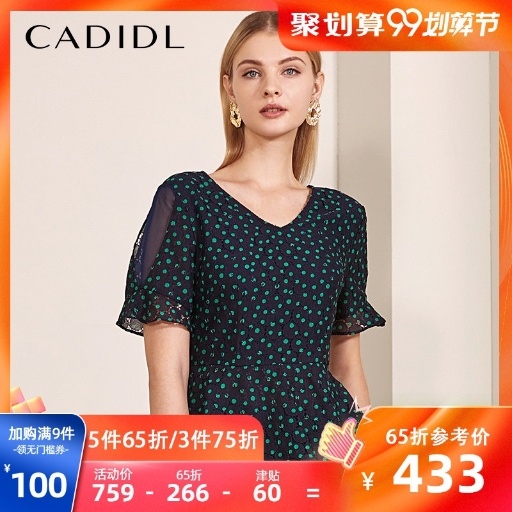 CADIDL
聚划算99划算节
加购满9件
-领无门槛券-
¥100
5件65折/3件75折
活动价 65折 津贴
759 - 266 - 60 =
65折参考价
¥433